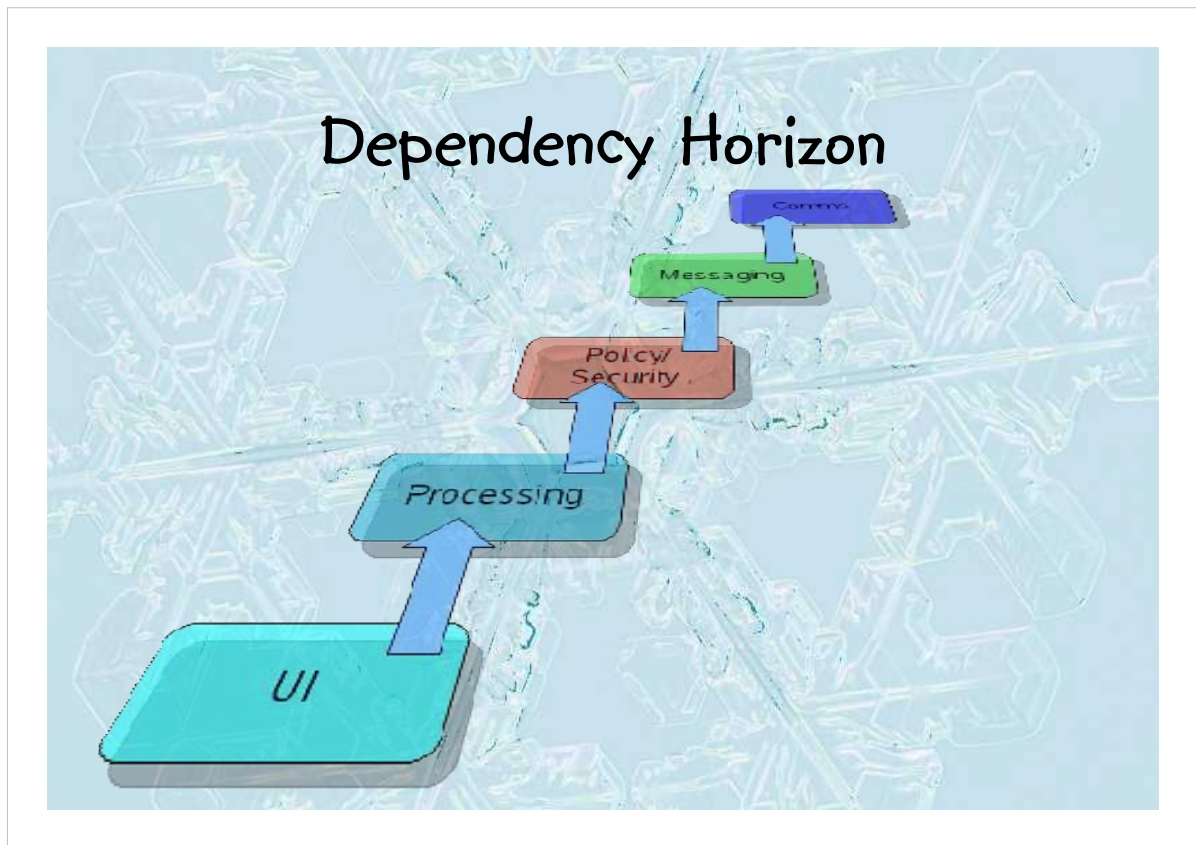 Dependency Horizon
Comms
Messaging
Policy/
Security
Processing
UI